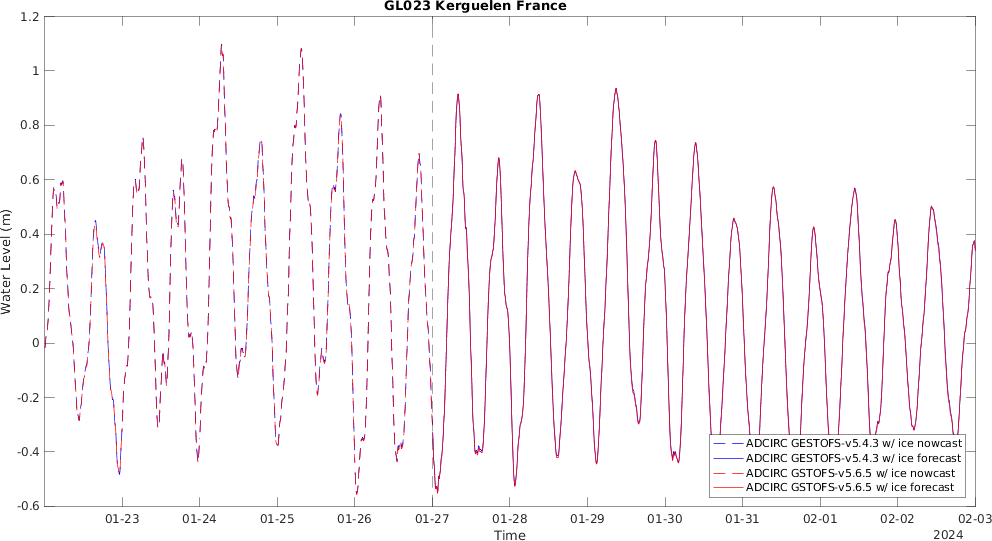 GL023 Kerguelen France
1.2
1
0.8
0.6
0.4
0.2
0
-0.2
-0.4
-0.6
Water Level (m)
ADCIRC GESTOFS-v5.4.3 w/ ice nowcast
ADCIRC GESTOFS-v5.4.3 w/ ice forecast
ADCIRC GSTOFS-v5.6.5 w/ ice nowcast
ADCIRC GSTOFS-v5.6.5 w/ ice forecast
01-23 01-24 01-25 01-26 01-27 01-28 01-29 01-30 01-31 02-01 02-02 02-03
Time
2024